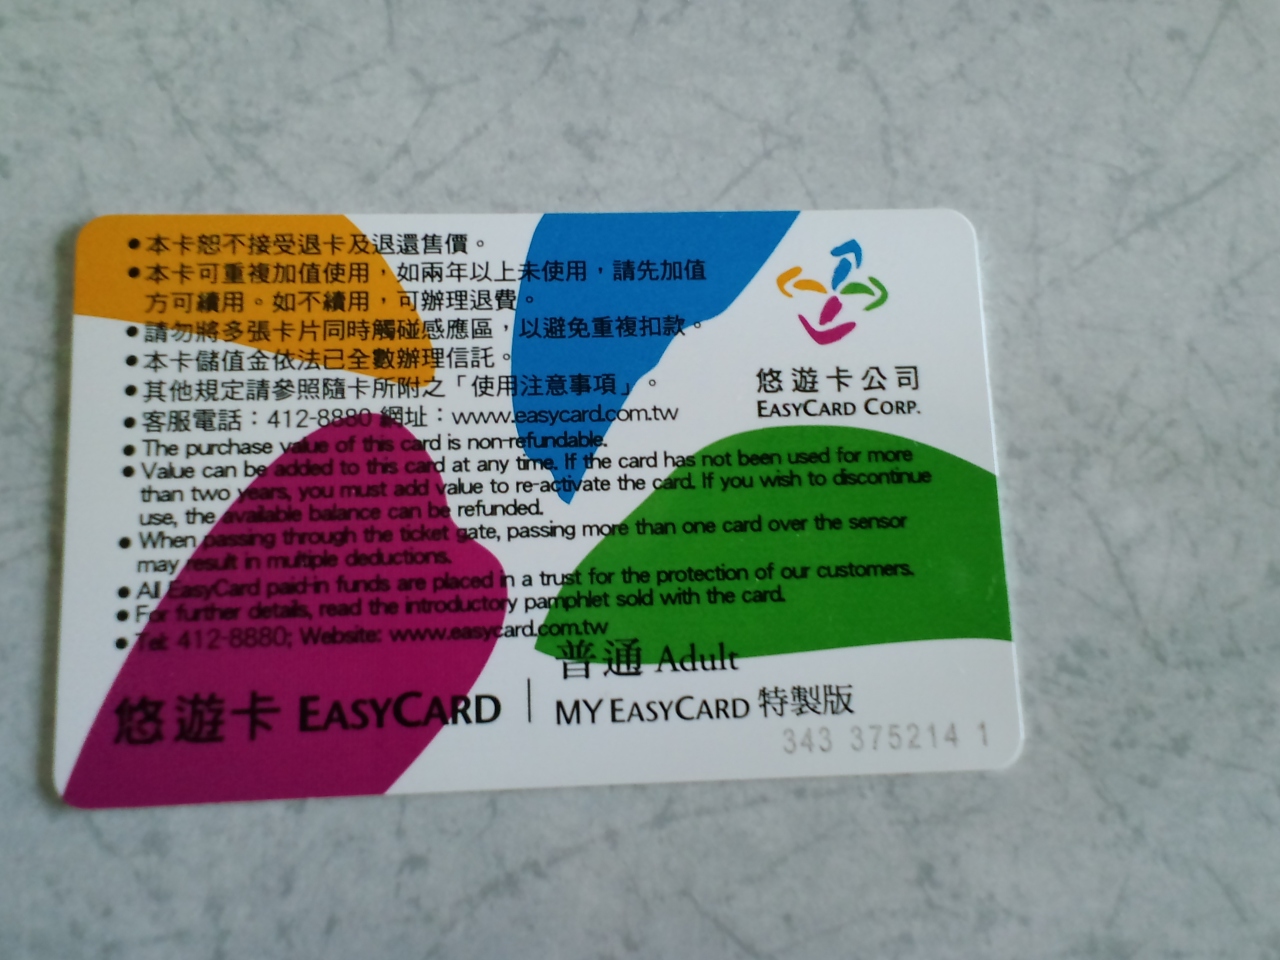 ●本卡恕不接受退卡及退還售價。
●本卡可重複加值使用，如兩年以上未使用，請先加值
方可續用。如不續用，可辦理退費。
●請勿將多張卡片同時觸碰感應區，以避免重複扣款。
●本卡儲值金依法已全數辦理信託。
●其他規定請參照隨卡所附之「使用注意事項」。
●客服電話：412-8880 網址：www.easycard.com.tw
●The purchase value of this card is non-refundable.
●Value can be added to this card at any time. If the card has not been used for more
than two years, you must add value to re-activate the card. If you wish to discontinue
use, the available balance can be refunded.
●When passing through the ticket gate, passing more than one card over the sensor
may result in multiple deductions.
●All EasyCard paid-in funds are placed in a trust for the protection of our customers.
●For further details, read the introductory pamphlet sold with the card.
●Tel: 412-8880; Website: www.easycard.com.tw
悠遊卡公司
EASYCARD CORP.
普通 Adult
悠遊卡 EASYCARD | MY EASYCARD 特製版
343 375214 1